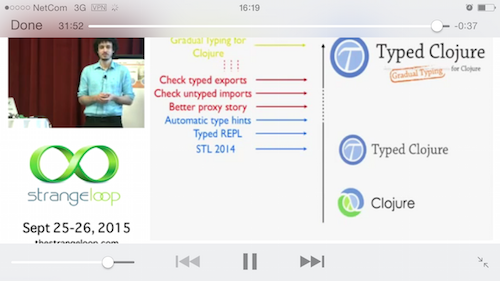 NetCom 3G VPN 16:19
Done 31:52 -0:37
Gradual Typing for
Clojure
Check typed exports
Check untyped imports
Better proxy story
Automatic type hints
Typed REPL
STL 2014
Typed Clojure
Gradual Typing for Clojure
Typed Clojure
Clojure
strangeloop
Sept 25-26, 2015
thestrangeloop.com